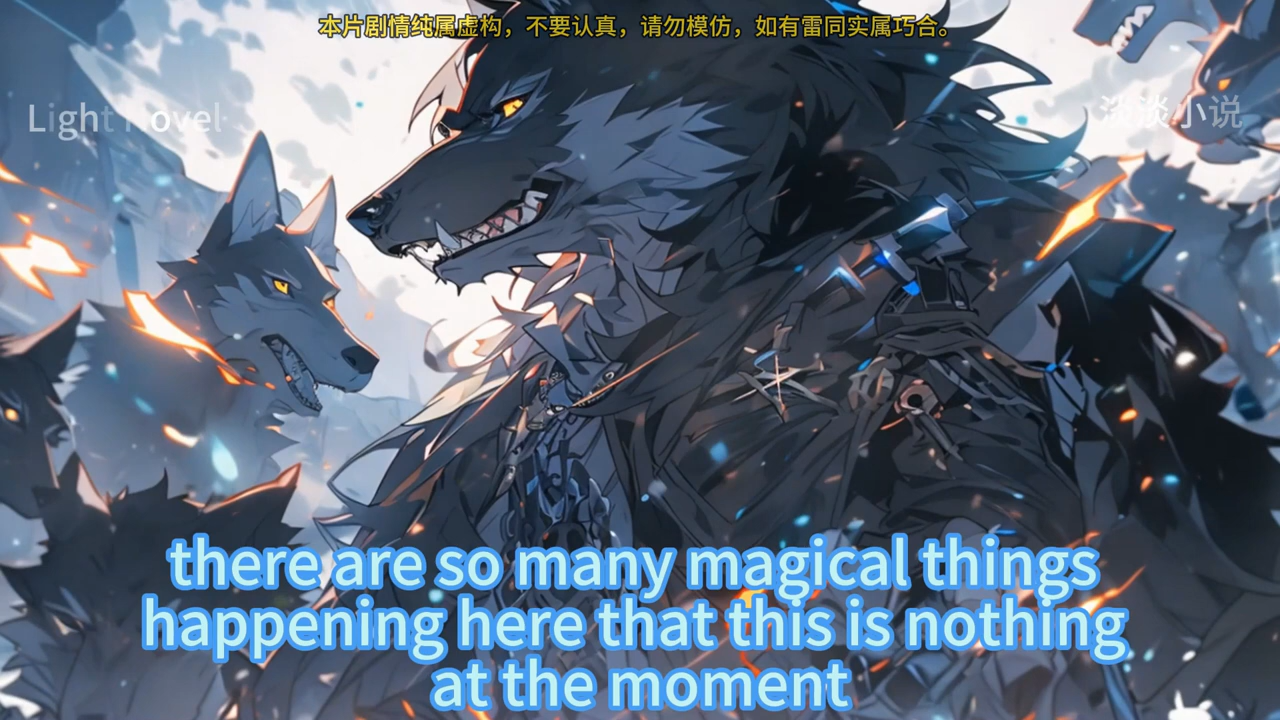 本片剧情纯属虚构，不要认真，请勿模仿，如有雷同实属巧合。
Light Novel
淡淡小说
there are so many magical things
happening here that this is nothing
at the moment